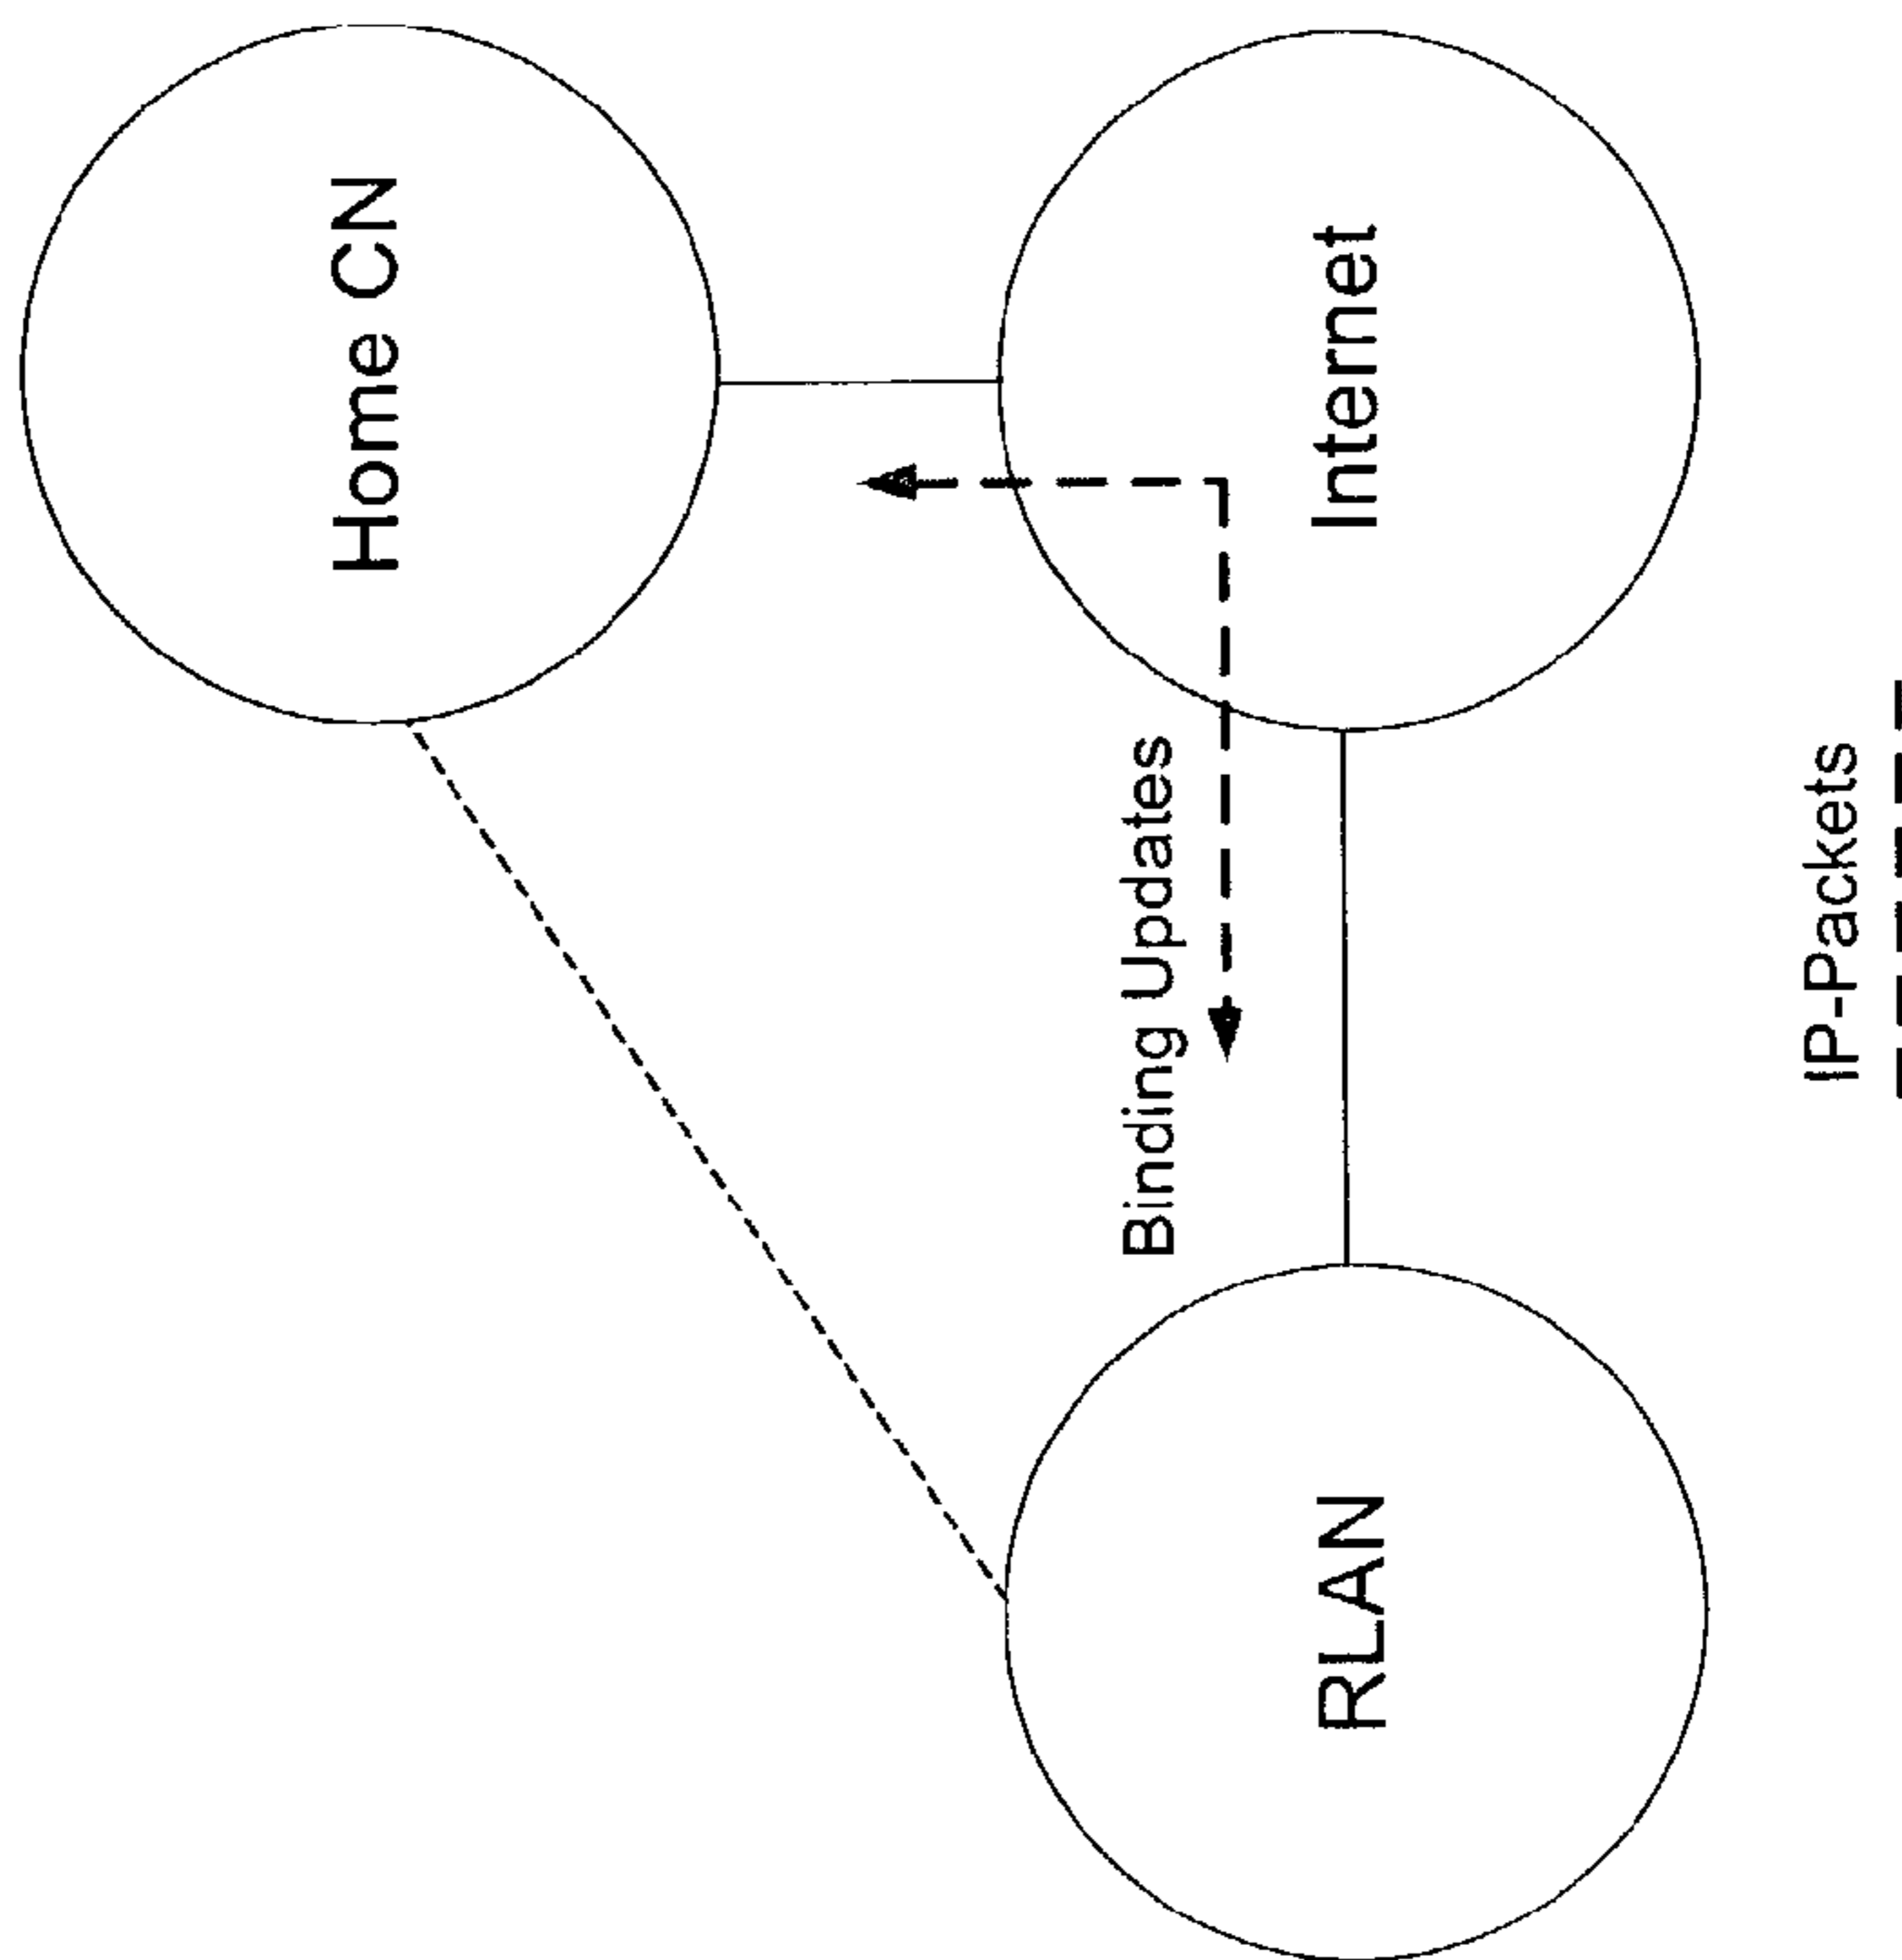 Home CN
Internet
Binding Updates
RLAN
IP-Packets